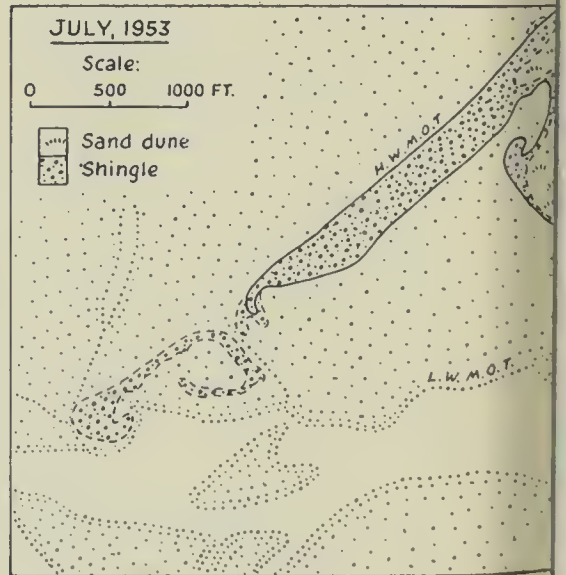 JULY, 1953
Scale:
0 500 1000 FT.
Sand dune
Shingle
H.W.M.O.T.
L.W.M.O.T.